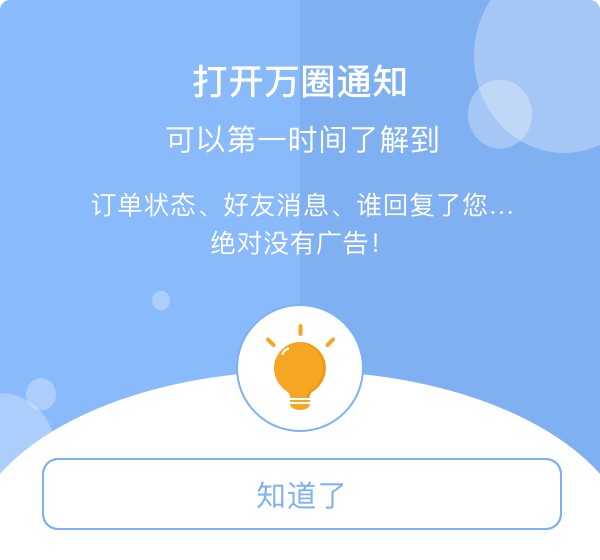 打开万圈通知
可以第一时间了解到
订单状态、好友消息、谁回复了您...
绝对没有广告!
知道了